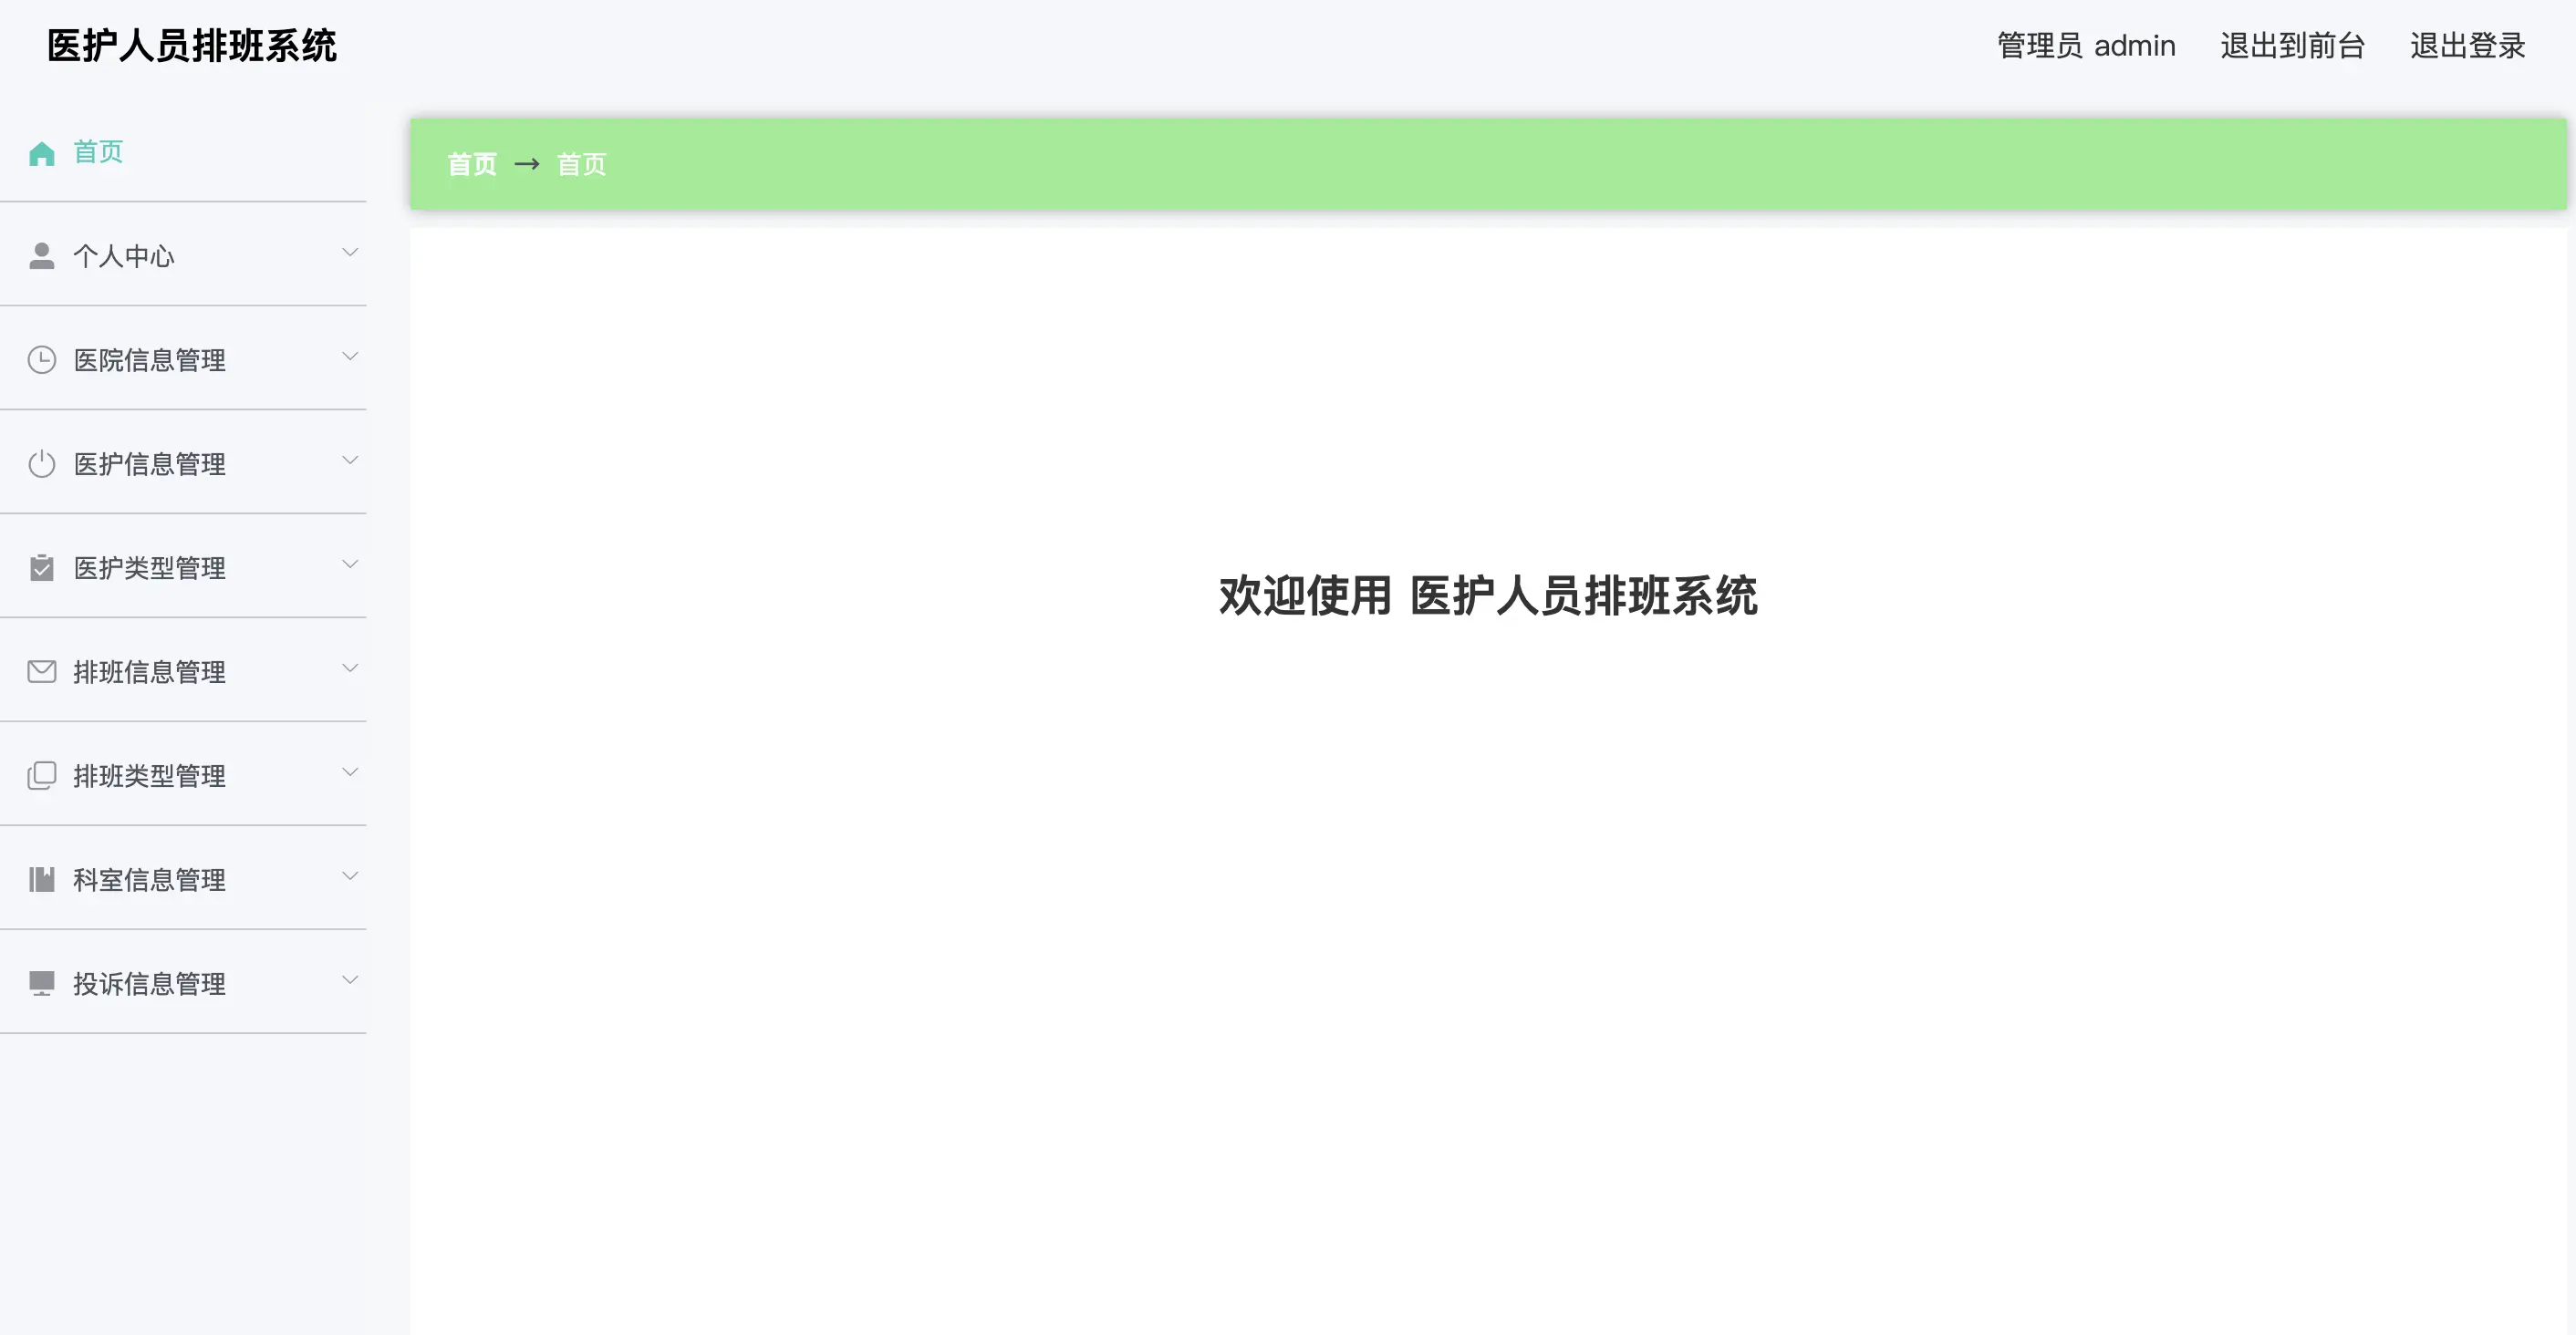 医护人员排班系统
管理员 admin 退出到前台 退出登录
首页
首页 → 首页
个人中心
医院信息管理
医护信息管理
医护类型管理
排班信息管理
排班类型管理
科室信息管理
投诉信息管理
欢迎使用 医护人员排班系统